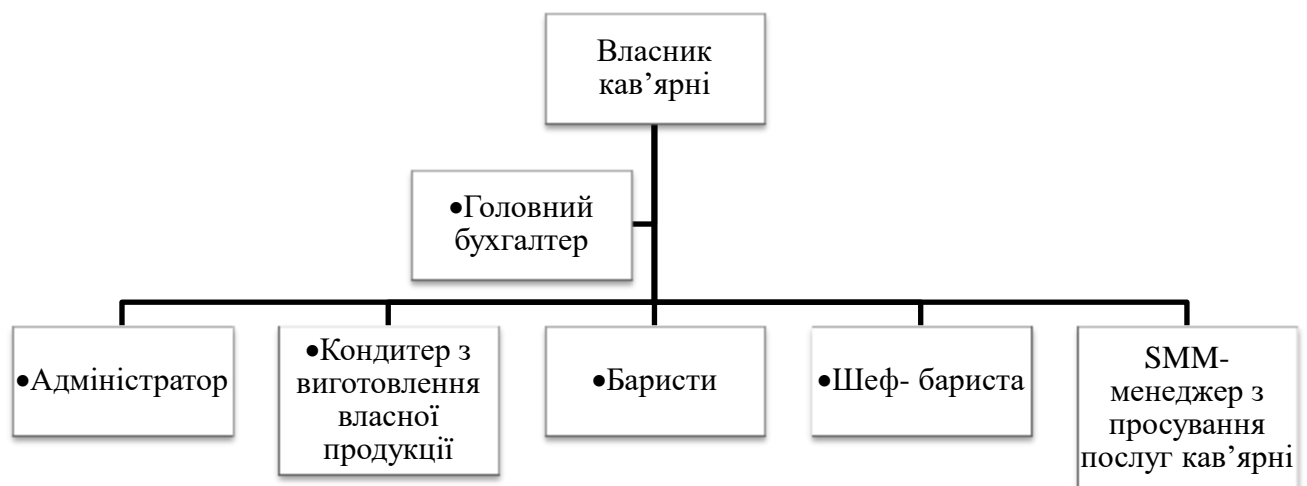 Власник
кав’ярні
•Головний
бухгалтер
•Адміністратор
•Кондитер з
виготовлення
власної
продукції
•Баристи
•Шеф- бариста
SMM-
менеджер з
просування
послуг кав’ярні